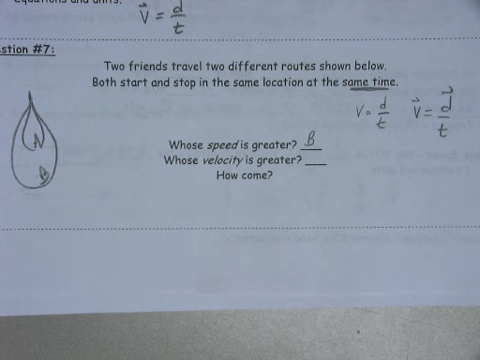 V = d/t
stion #7:
Two friends travel two different routes shown below.
Both start and stop in the same location at the same time.
V = d/t V = d/t
A
B
Whose speed is greater? B
Whose velocity is greater? ___
How come?